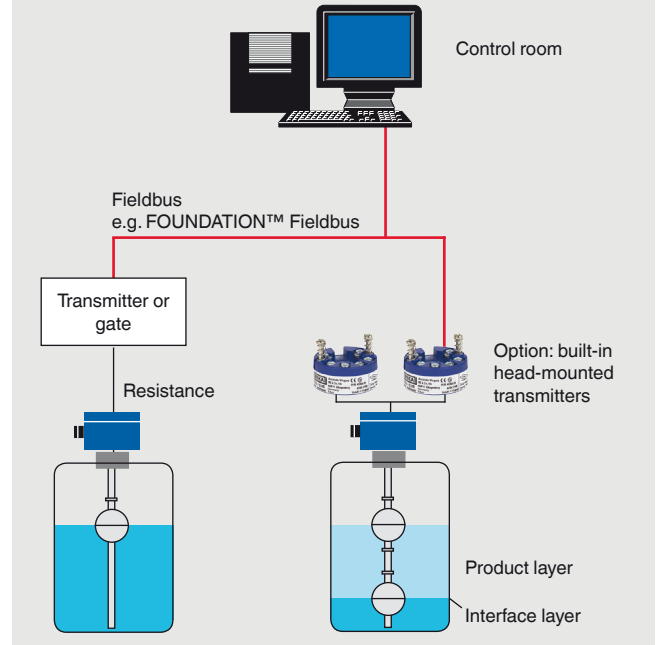 Control room
Fieldbus
e.g. FOUNDATION™ Fieldbus
Transmitter or
gate
Option: built-in
head-mounted
transmitters
Resistance
Product layer
Interface layer